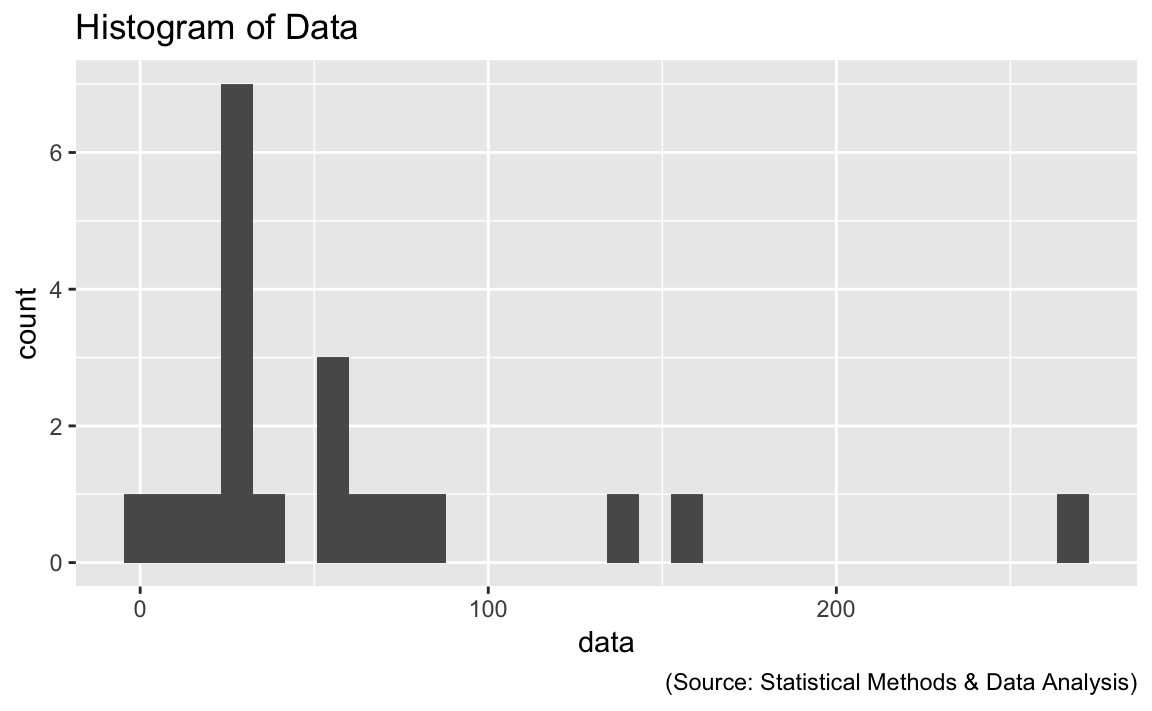 Histogram of Data
6
4
2
0
count
0 100 200
data
(Source: Statistical Methods & Data Analysis)